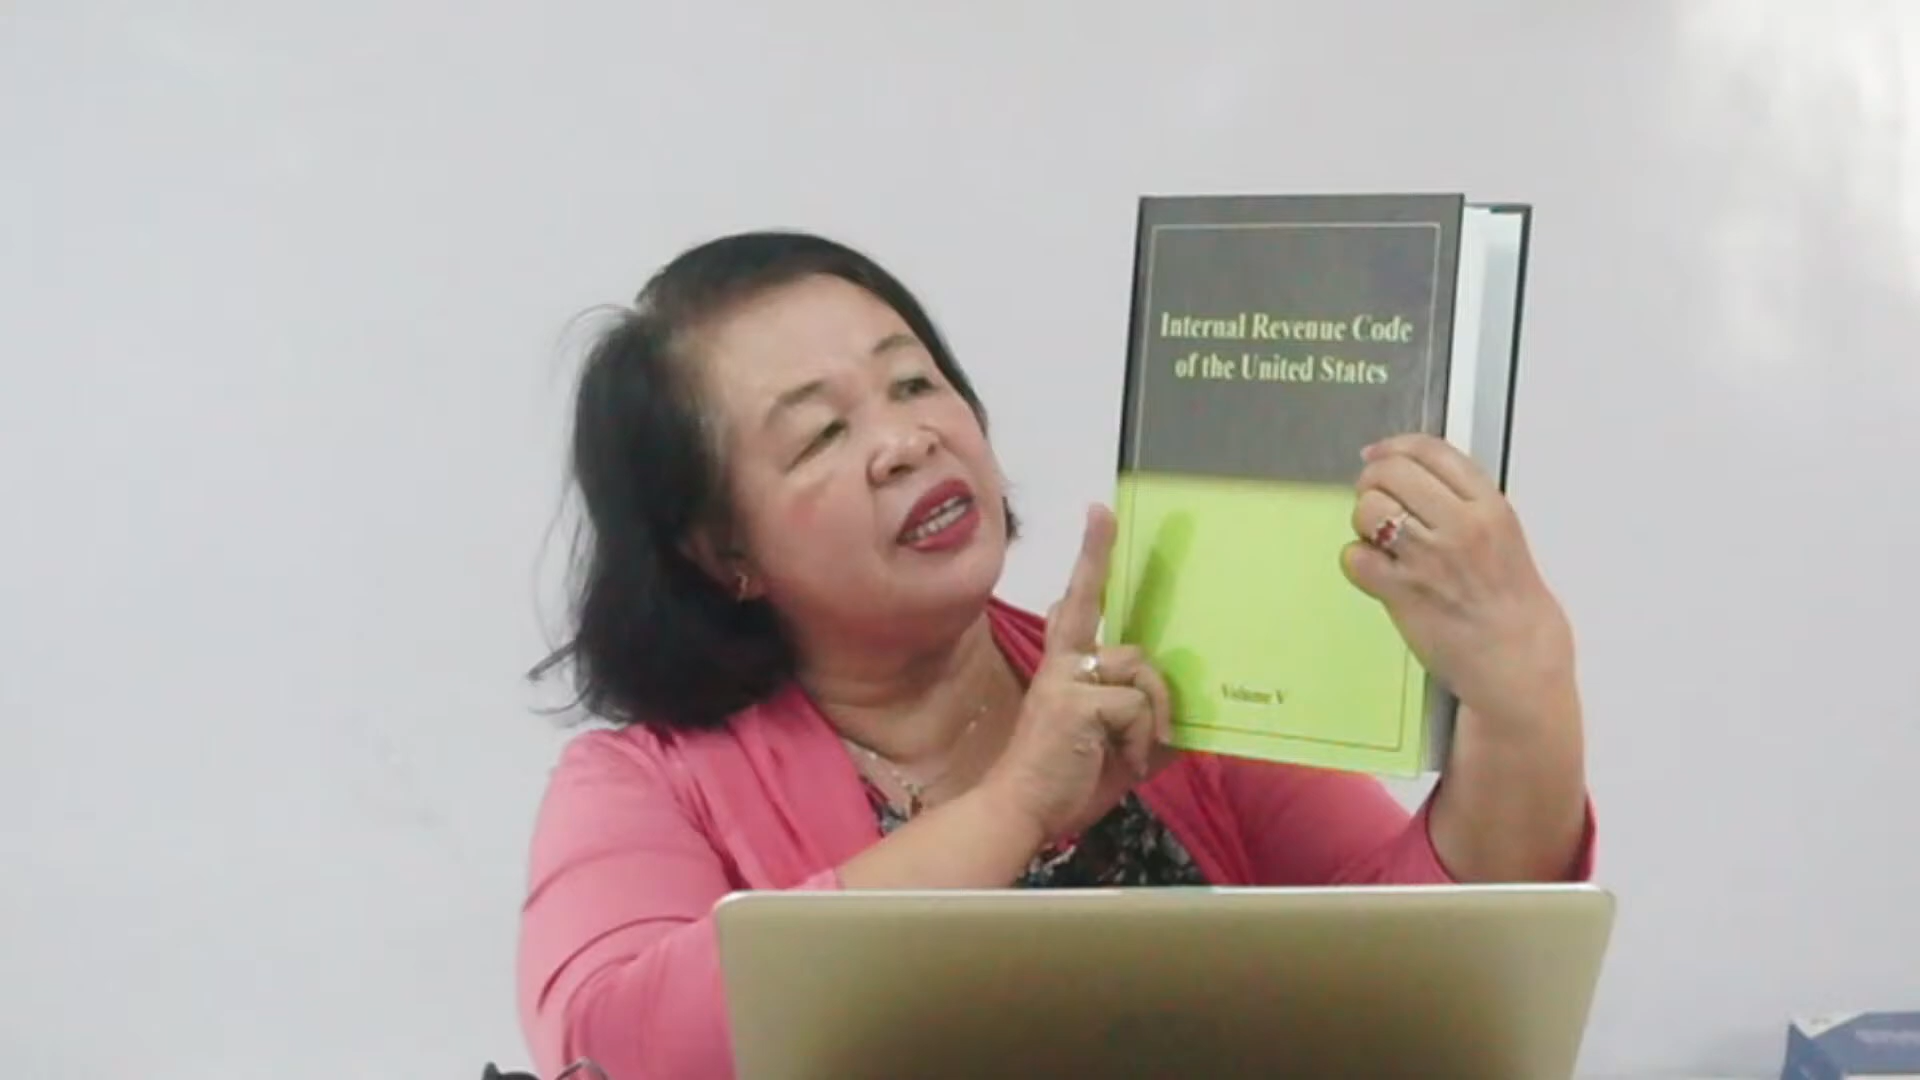 Internal Revenue Code
of the United States
Volume V